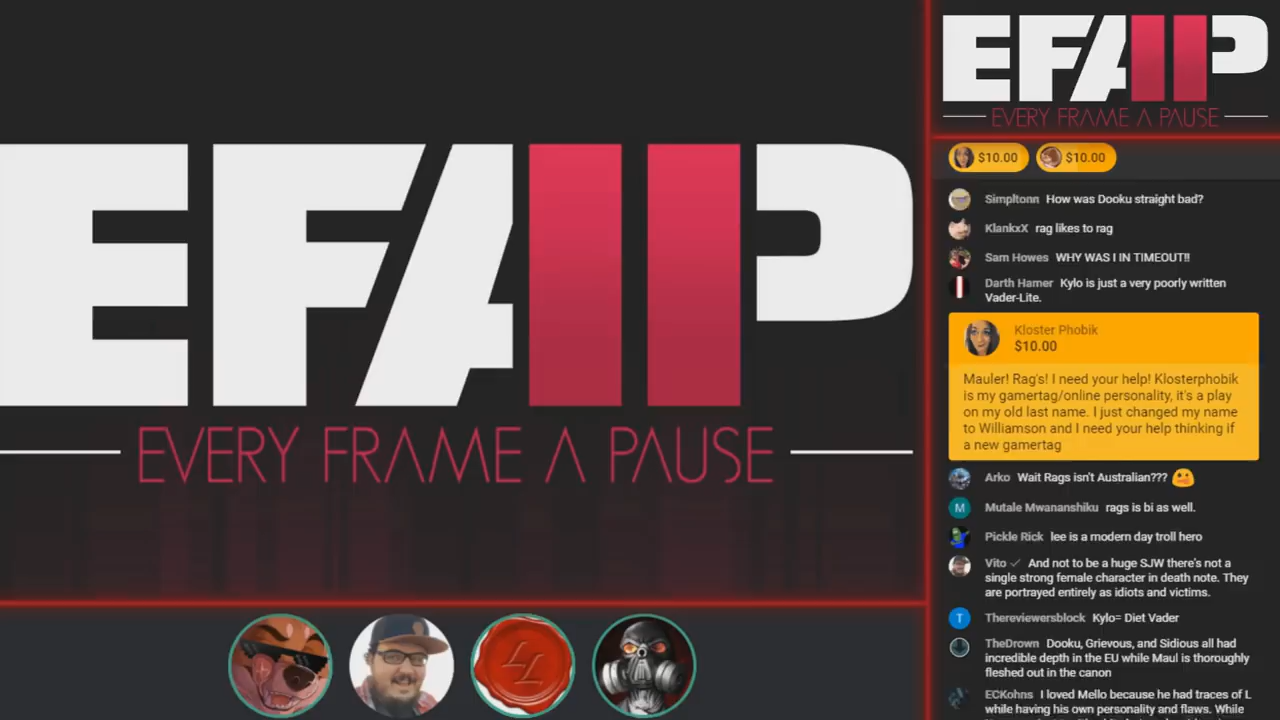 EFAP
EVERY FRAME A PAUSE
EFAP
EVERY FRAME A PAUSE
$10.00 $10.00
Simpltonn How was Dooku straight bad?
KlankxX rag likes to rag
Sam Howes WHY WAS I IN TIMEOUT!!
Darth Hamer Kylo is just a very poorly written
Vader-Lite.
Kloster Phobik
$10.00
Mauler! Rag's! I need your help! Klosterphobik
is my gamertag/online personality, it's a play
on my old last name. I just changed my name
to Williamson and I need your help thinking if
a new gamertag
Arko Wait Rags isn't Australian???
M Mutale Mwananshiku rags is bi as well.
Pickle Rick lee is a modern day troll hero
Vito And not to be a huge SJW there's not a
single strong female character in death note. They
are portrayed entirely as idiots and victims.
T Thereviewersblock Kylo= Diet Vader
TheDrown Dooku, Grievous, and Sidious all had
incredible depth in the EU while Maul is thoroughly
fleshed out in the canon
ECKohns I loved Mello because he had traces of L
while having his own personality and flaws. While
LL